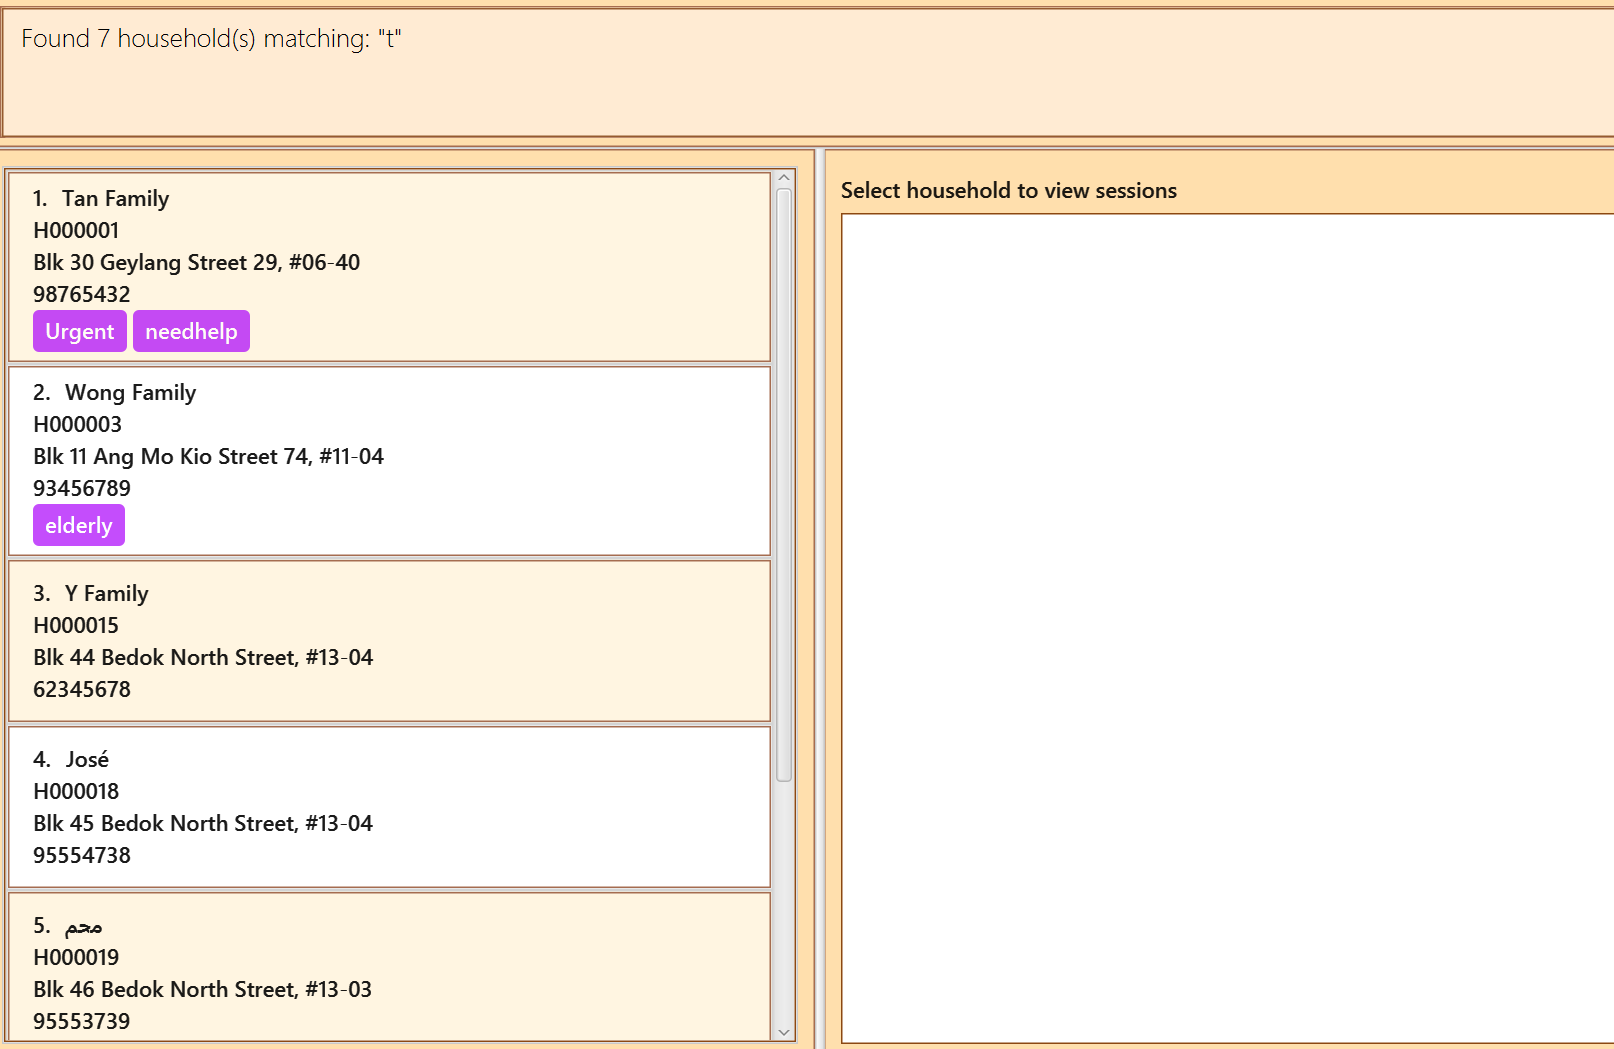 Found 7 household(s) matching: "t"
1. Tan Family
H000001
Blk 30 Geylang Street 29, #06-40
98765432
Urgent needhelp
2. Wong Family
H000003
Blk 11 Ang Mo Kio Street 74, #11-04
93456789
elderly
3. Y Family
H000015
Blk 44 Bedok North Street, #13-04
62345678
4. José
H000018
Blk 45 Bedok North Street, #13-04
95554738
5. محم
H000019
Blk 46 Bedok North Street, #13-03
95553739
Select household to view sessions